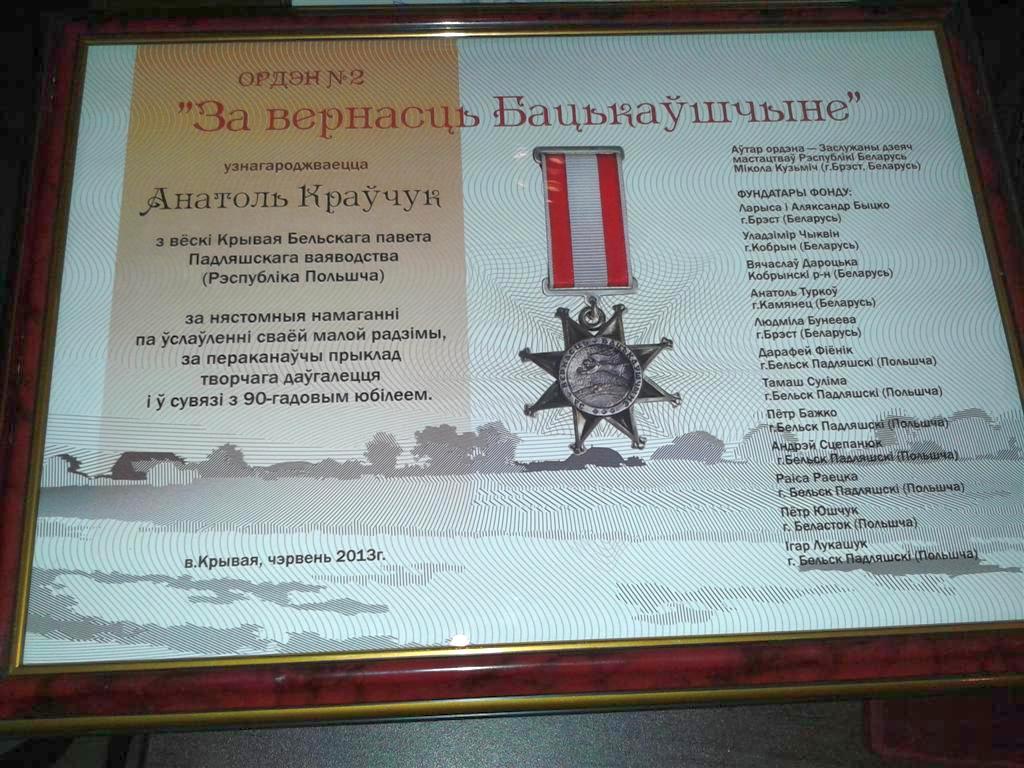 ОРДЭН №2
"За вернасць Бацькаўшчыне"
узнагароджваецца
Анатоль Краўчук
з вёскі Крывая Бельскага павета
Падляшскага ваяводства
(Рэспубліка Польшча)
за нястомныя намаганні
па ўслаўленні сваёй малой радзімы,
за пераканаўчы прыклад
творчага даўгалецця
і ў сувязі з 90-гадовым юбілеем.
в.Крывая, чэрвень 2013г.
Аўтар ордэна — Заслужаны дзеяч
мастацтваў Рэспублікі Беларусь
Мікола Кузьміч (г.Брэст, Беларусь)
ФУНДАТАРЫ ФОНДУ:
Ларыса і Аляксандр Быцко
г.Брэст (Беларусь)
Уладзімір Чыквін
г.Кобрын (Беларусь)
Вячаслаў Дароцька
Кобрынскі р-н (Беларусь)
Анатоль Туркоў
г.Камянец (Беларусь)
Людміла Бунеева
г.Брэст (Беларусь)
Дарафей Фіёнік
г.Бельск Падляшскі (Польшча)
Тамаш Суліма
г.Бельск Падляшскі (Польшча)
Пётр Бажко
г.Бельск Падляшскі (Польшча)
Андрэй Сцепанюк
г.Бельск Падляшскі (Польшча)
Раіса Раецка
г. Бельск Падляшскі (Польшча)
Пётр Юшчук
г. Беласток (Польшча)
Ігар Лукашук
г. Бельск Падляшскі (Польшча)